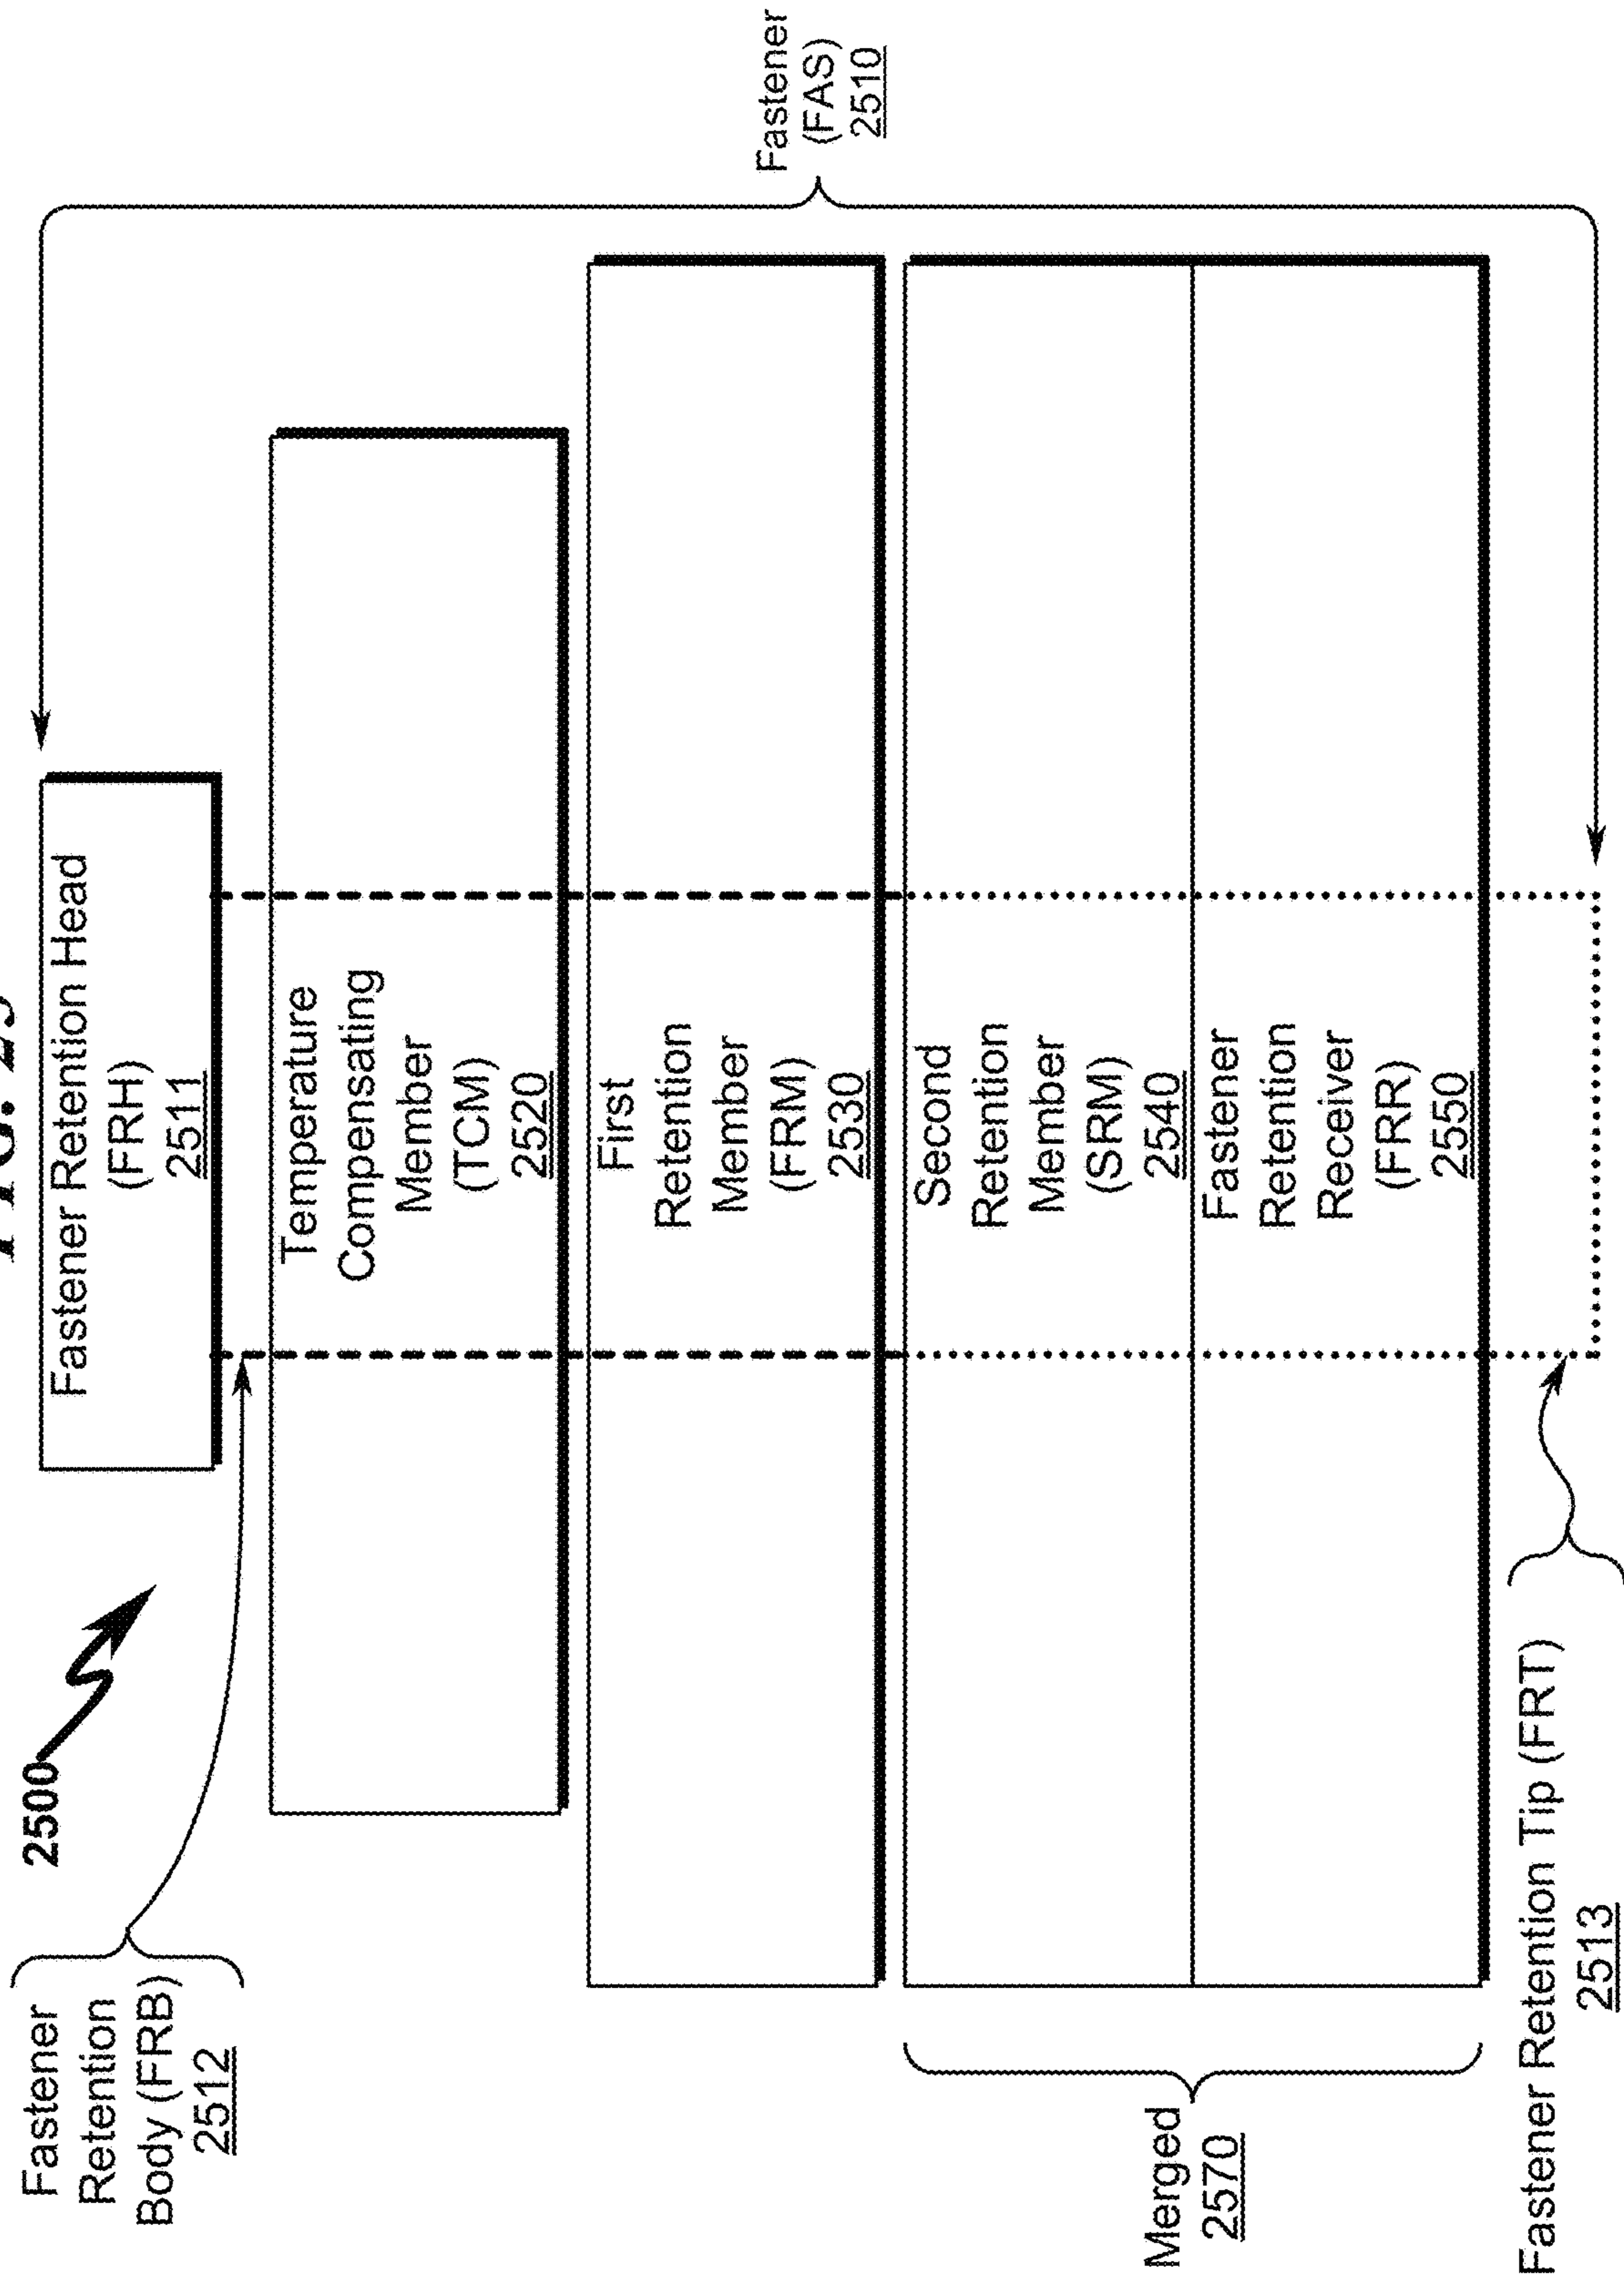 FIG. 25
2500
Fastener
Retention
Body (FRB)
2512
Fastener Retention Head
(FRH)
2511
Temperature
Compensating
Member
(TCM)
2520
First
Retention
Member
(FRM)
2530
Second
Retention
Member
(SRM)
2540
Fastener
Retention
Receiver
(FRR)
2550
Fastener
(FAS)
2510
Merged
2570
Fastener Retention Tip (FRT)
2513